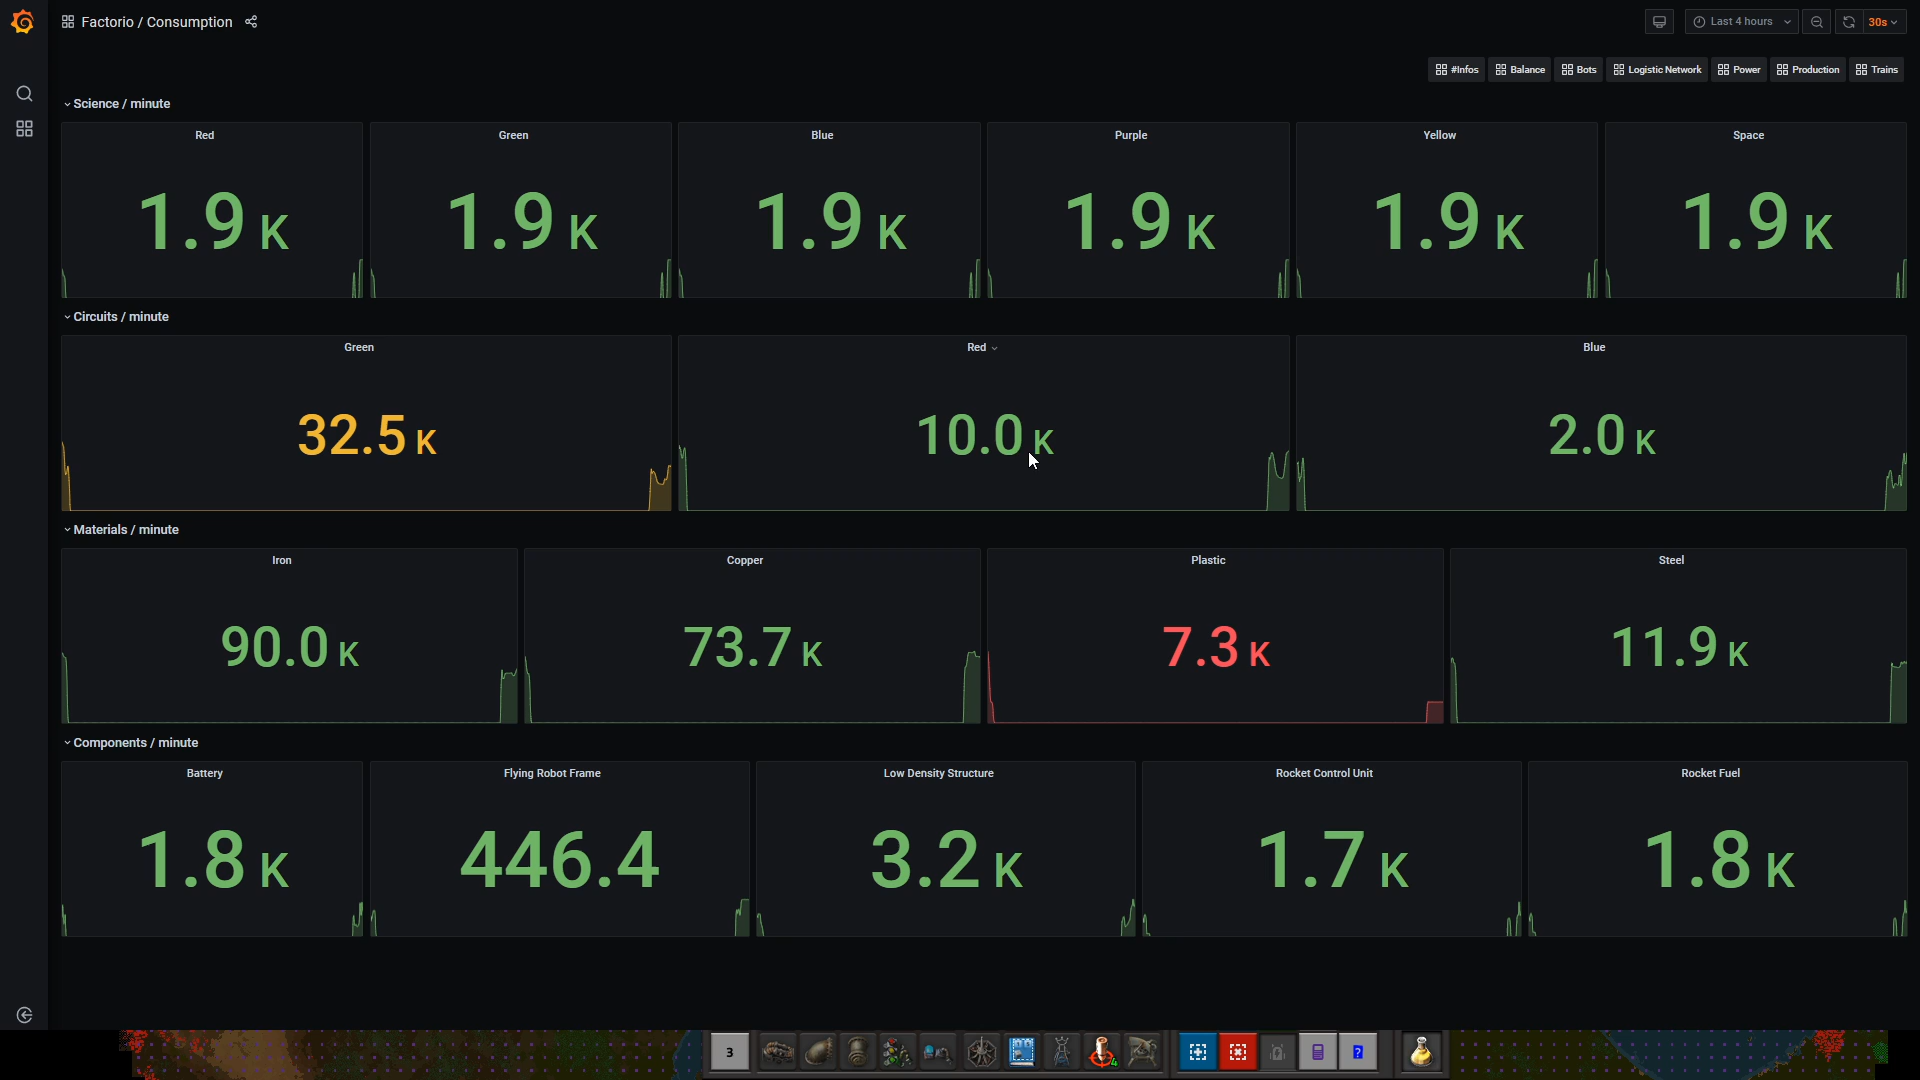 Factorio / Consumption
Last 4 hours
30s
#Infos
Balance
Bots
Logistic Network
Power
Production
Trains
Science / minute
Red
Green
Blue
Purple
Yellow
Space
1.9 K
1.9 K
1.9 K
1.9 K
1.9 K
1.9 K
Circuits / minute
Green
Red
Blue
32.5 K
10.0 K
2.0 K
Materials / minute
Iron
Copper
Plastic
Steel
90.0 K
73.7 K
7.3 K
11.9 K
Components / minute
Battery
Flying Robot Frame
Low Density Structure
Rocket Control Unit
Rocket Fuel
1.8 K
446.4
3.2 K
1.7 K
1.8 K
3
4
?